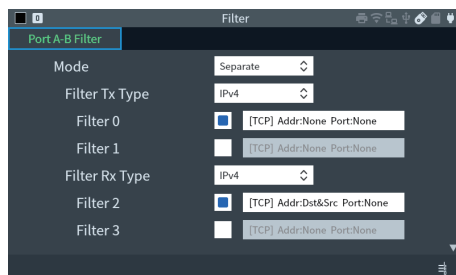 0 Filter
Port A-B Filter
Mode Separate
Filter Tx Type IPv4
Filter 0 [TCP] Addr:None Port:None
Filter 1 [TCP] Addr:None Port:None
Filter Rx Type IPv4
Filter 2 [TCP] Addr:Dst&Src Port:None
Filter 3 [TCP] Addr:None Port:None